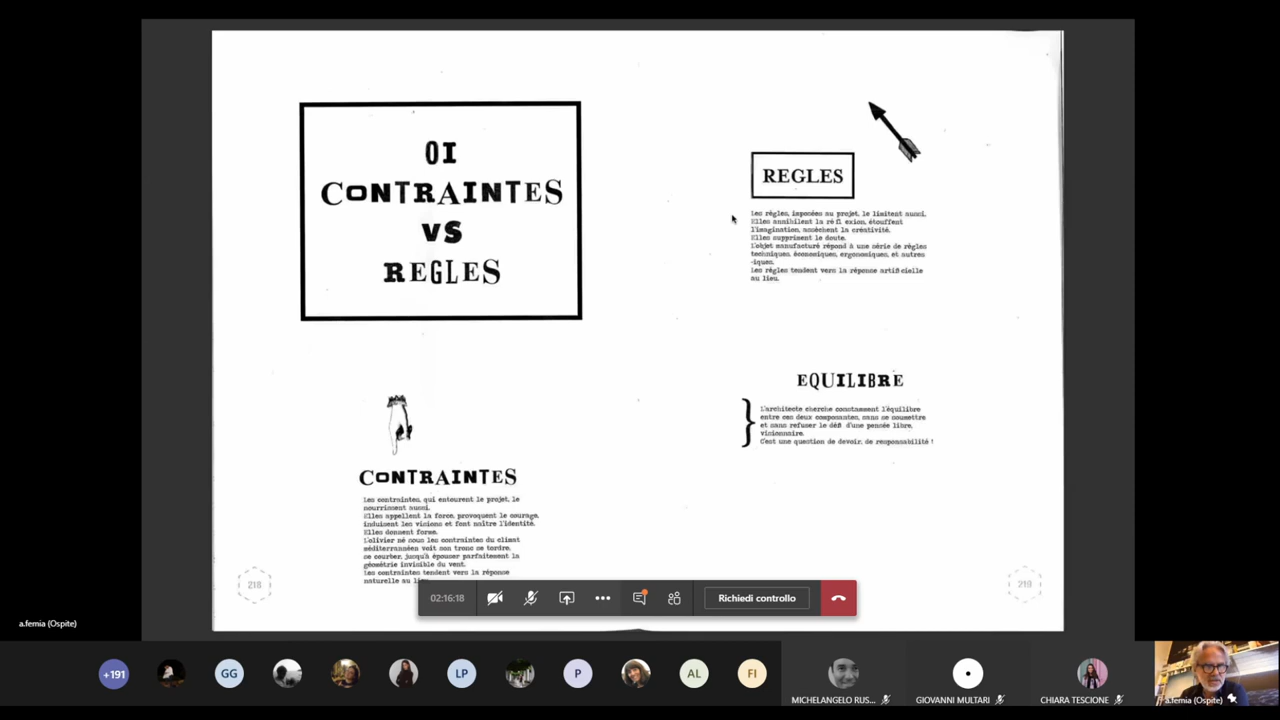 01
CONTRAINTES
VS
REGLES
CONTRAINTES
Les contraintes, qui entourent le projet, le
nourrissent aussi.
Elles appellent la force, provoquent le courage,
induisent les visions et font naître l'identité.
Elles donnent forme.
L'olivier né sous les contraintes du climat
méditerranéen voit son tronc se tordre,
se courber, jusqu'à épouser parfaitement la
géométrie invisible du vent.
Les contraintes tendent vers la réponse
naturelle au
218
REGLES
Les règles, imposées au projet, le limitent aussi.
Elles annihilent la réfl exion, étouffent
l'imagination, assèchent la créativité.
Elles suppriment le doute.
L'objet manufacturé répond à une série de règles
techniques, économiques, ergonomiques, et autres
-iques.
Les règles tendent vers la réponse artificielle
au lieu.
EQUILIBRE
L'architecte cherche constamment l'équilibre
entre ces deux composantes, sans se soumettre
et sans refuser le défi d'une pensée libre,
visionnaire.
C'est une question de devoir, de responsabilité !
219
02:16:18
Richiedi controllo
a.femia (Ospite)
+191
GG
LP
P
AL
FI
MICHELANGELO RUS...
GIOVANNI MULTARI
CHIARA TESCIONE
a.femia (Ospite)